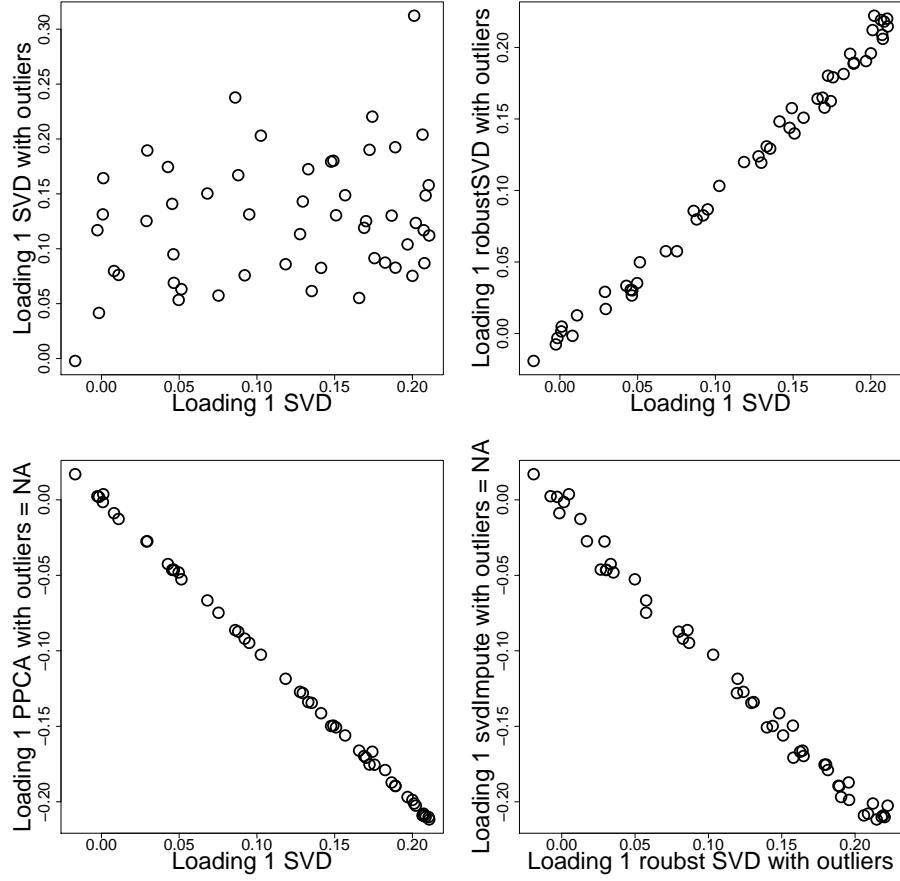 Loading 1 SVD with outliers
0.00 0.05 0.10 0.15 0.20 0.25 0.30
0.00 0.05 0.10 0.15 0.20
Loading 1 SVD
Loading 1 robustSVD with outliers
0.00 0.05 0.10 0.15 0.20
0.00 0.05 0.10 0.15 0.20
Loading 1 SVD
Loading 1 PPCA with outliers = NA
−0.20 −0.15 −0.10 −0.05 0.00
0.00 0.05 0.10 0.15 0.20
Loading 1 SVD
Loading 1 svdImpute with outliers = NA
−0.20 −0.15 −0.10 −0.05 0.00
0.00 0.05 0.10 0.15 0.20
Loading 1 roubst SVD with outliers